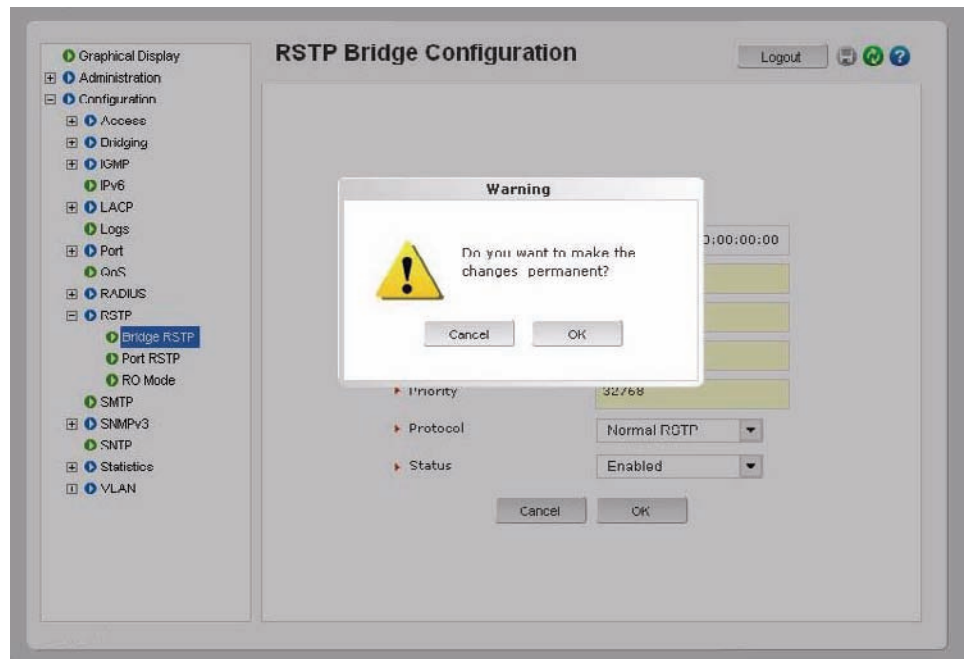 RSTP Bridge Configuration
Logout
Graphical Display
Administration
Configuration
Access
Bridging
IGMP
IPv6
LACP
Logs
Port
QoS
RADIUS
RSTP
Bridge RSTP
Port RSTP
RO Mode
SMTP
SNMPv3
SNTP
Statistics
VLAN
Warning
Do you want to make the
changes permanent?
Cancel
OK
0:00:00:00
Priority
32768
Protocol
Normal RSTP
Status
Enabled
Cancel
OK